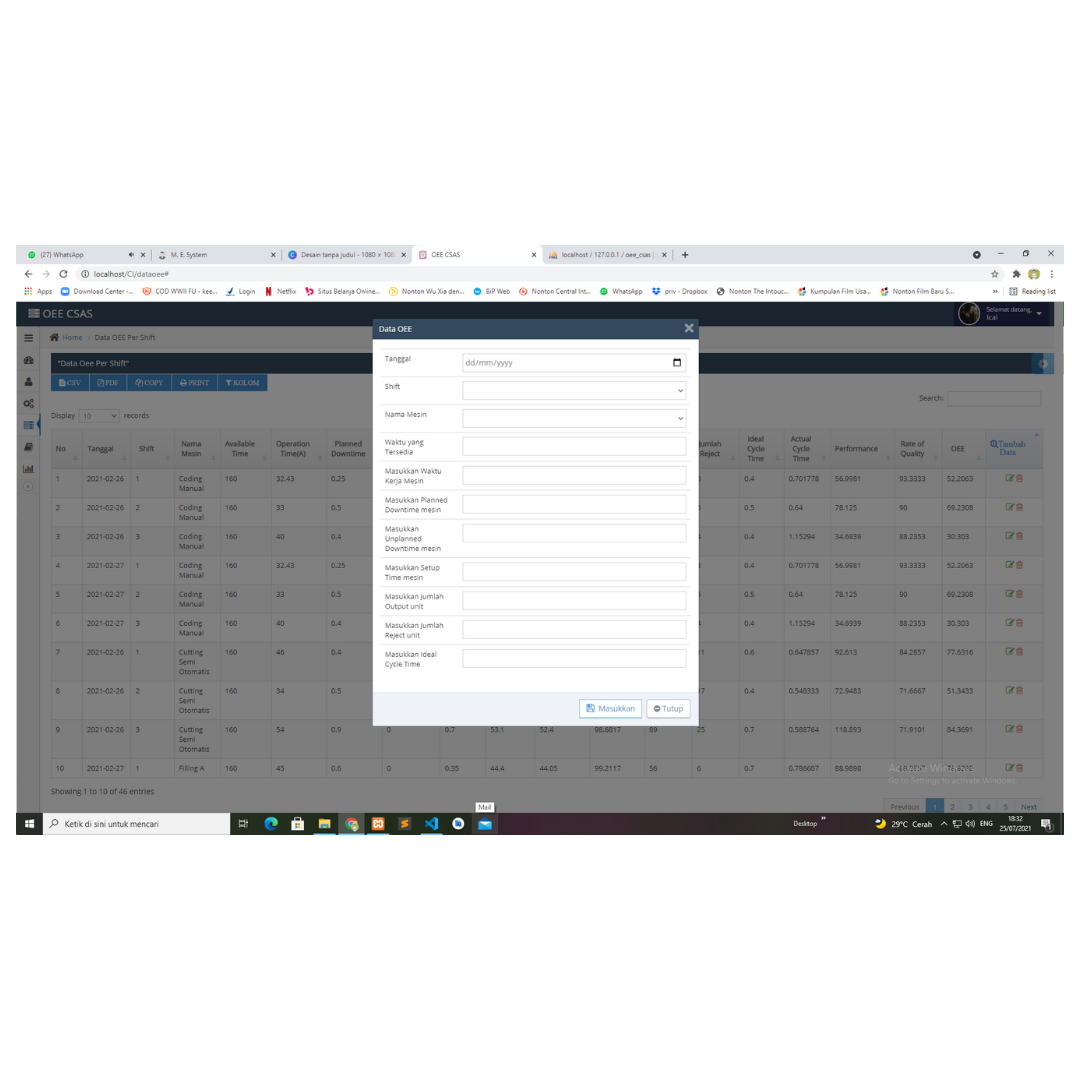 (27) WhatsApp
M. E. System
Desain tanpa judul - 1080 × 108
OEE CSAS
localhost / 127.0.0.1 / oee_csas |
localhost/CI/dataoee#
Apps
Download Center -...
COD WWII FU - kee...
Login
Netflix
Situs Belanja Online...
Nonton Wu Xia den...
BiP Web
Nonton Central Int...
WhatsApp
priv - Dropbox
Nonton The Intouc...
Kumpulan Film Usa...
Nonton Film Baru S...
»
Reading list
OEE CSAS
Selamat datang,
Ical
Home
Data OEE Per Shift
"Data Oee Per Shift"
CSV
PDF
COPY
PRINT
KOLOM
Search:
Display 10 records
No Tanggal Shift Nama Mesin Available Time Operation Time(A) Planned Downtime Reject Ideal Cycle Time Actual Cycle Time Performance Rate of Quality OEE Tambah Data
1 2021-02-26 1 Coding Manual 160 32.43 0.25 0.4 0.701778 56.9981 93.3333 52.2063
2 2021-02-26 2 Coding Manual 160 33 0.5 0.5 0.64 78.125 90 69.2308
3 2021-02-26 3 Coding Manual 160 40 0.4 0.4 1.15294 34.6939 88.2353 30.303
4 2021-02-27 1 Coding Manual 160 32.43 0.25 0.4 0.701778 56.9981 93.3333 52.2063
5 2021-02-27 2 Coding Manual 160 33 0.5 0.5 0.64 78.125 90 69.2308
6 2021-02-27 3 Coding Manual 160 40 0.4 0.4 1.15294 34.6939 88.2353 30.303
7 2021-02-26 1 Cutting Semi Otomatis 160 46 0.4 0.6 0.647857 92.613 84.2857 77.6316
8 2021-02-26 2 Cutting Semi Otomatis 160 34 0.5 0.4 0.548333 72.9483 71.6667 51.3433
9 2021-02-26 3 Cutting Semi Otomatis 160 54 0.9 0 0.7 53.1 52.4 98.6817 89 25 0.7 0.588764 118.893 71.9101 84.3691
10 2021-02-27 1 Filling A 160 45 0.6 0 0.35 44.4 44.05 99.2117 56 6 0.7 0.786607 88.9898
Showing 1 to 10 of 46 entries
Previous 1 2 3 4 5 Next
Data OEE
Tanggal
dd/mm/yyyy
Shift
Nama Mesin
Waktu yang
Tersedia
Masukkan Waktu
Kerja Mesin
Masukkan Planned
Downtime mesin
Masukkan
Unplanned
Downtime mesin
Masukkan Setup
Time mesin
Masukkan Jumlah
Output unit
Masukkan Jumlah
Reject unit
Masukkan Ideal
Cycle Time
Masukkan
Tutup
Go to Settings to activate Windows.
Mail
Ketik di sini untuk mencari
Desktop
»
29°C Cerah
ENG
18:32
25/07/2021